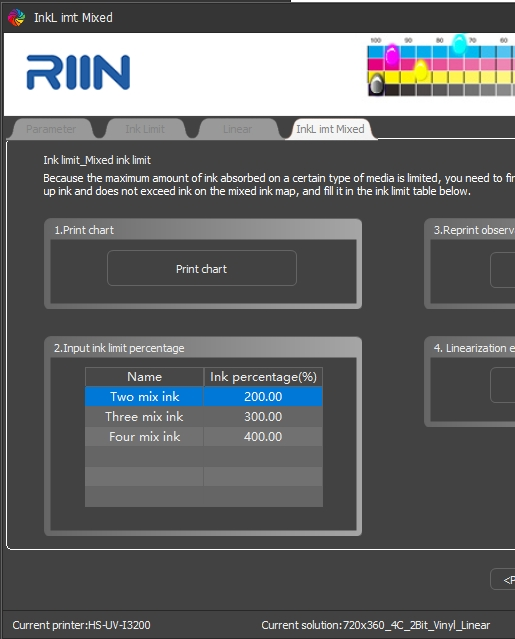 InkL imt Mixed
100 90 80 70 60
RIIN
Parameter Ink Limit Linear InkL imt Mixed
Ink limit_Mixed ink limit
Because the maximum amount of ink absorbed on a certain type of media is limited, you need to fin
up ink and does not exceed ink on the mixed ink map, and fill it in the ink limit table below.
1.Print chart
Print chart
3.Reprint observ
2.Input ink limit percentage
Name Ink percentage(%)
Two mix ink 200.00
Three mix ink 300.00
Four mix ink 400.00
4. Linearization e
<P
Current printer:HS-UV-I3200 Current solution:720x360_4C_2Bit_Vinyl_Linear